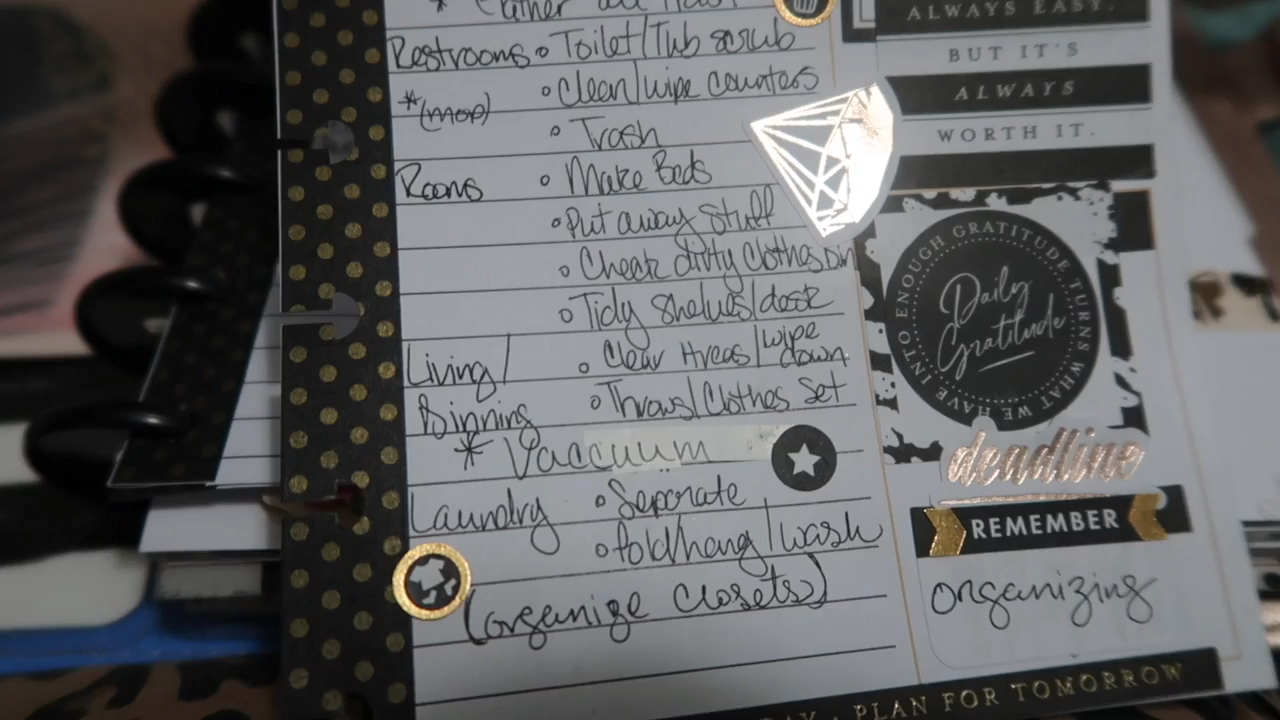 * Gather all trash
Restrooms • Toilet/Tub scrub
• Clean/wipe counters
*(mop)
• Trash
Rooms • Make Beds
• Put away stuff
• Check dirty clothes bin
• Tidy shelves/desk
Living/ • Clear Areas/wipe down
Dinning • Throws/Clothes Set
* Vaccuum
Laundry • Seperate
• fold/hang/wash
(organize closets)
ALWAYS EASY.
BUT IT'S
ALWAYS
WORTH IT.
GRATITUDE TURNS WHAT WE HAVE INTO ENOUGH
Daily
Gratitude
deadline
REMEMBER
organizing
PLAN FOR TOMORROW